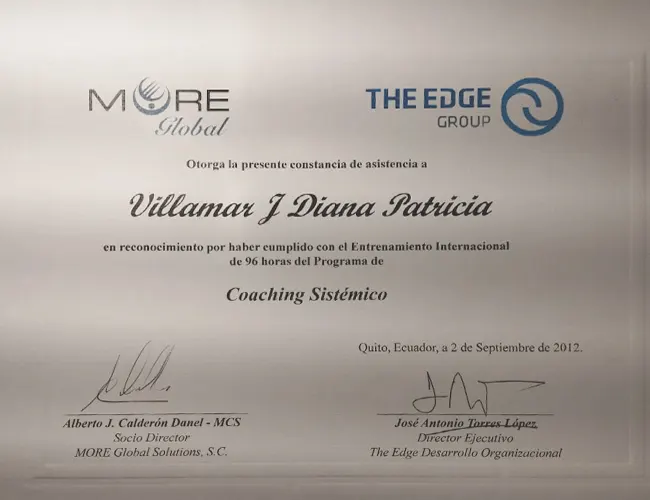 MORE
Global
THE EDGE
GROUP
Otorga la presente constancia de asistencia a
Villamar J Diana Patricia
en reconocimiento por haber cumplido con el Entrenamiento Internacional
de 96 horas del Programa de
Coaching Sistémico
Quito, Ecuador, a 2 de Septiembre de 2012.
Alberto J. Calderón Danel - MCS
Socio Director
MORE Global Solutions, S.C.
José Antonio Torres López
Director Ejecutivo
The Edge Desarrollo Organizacional